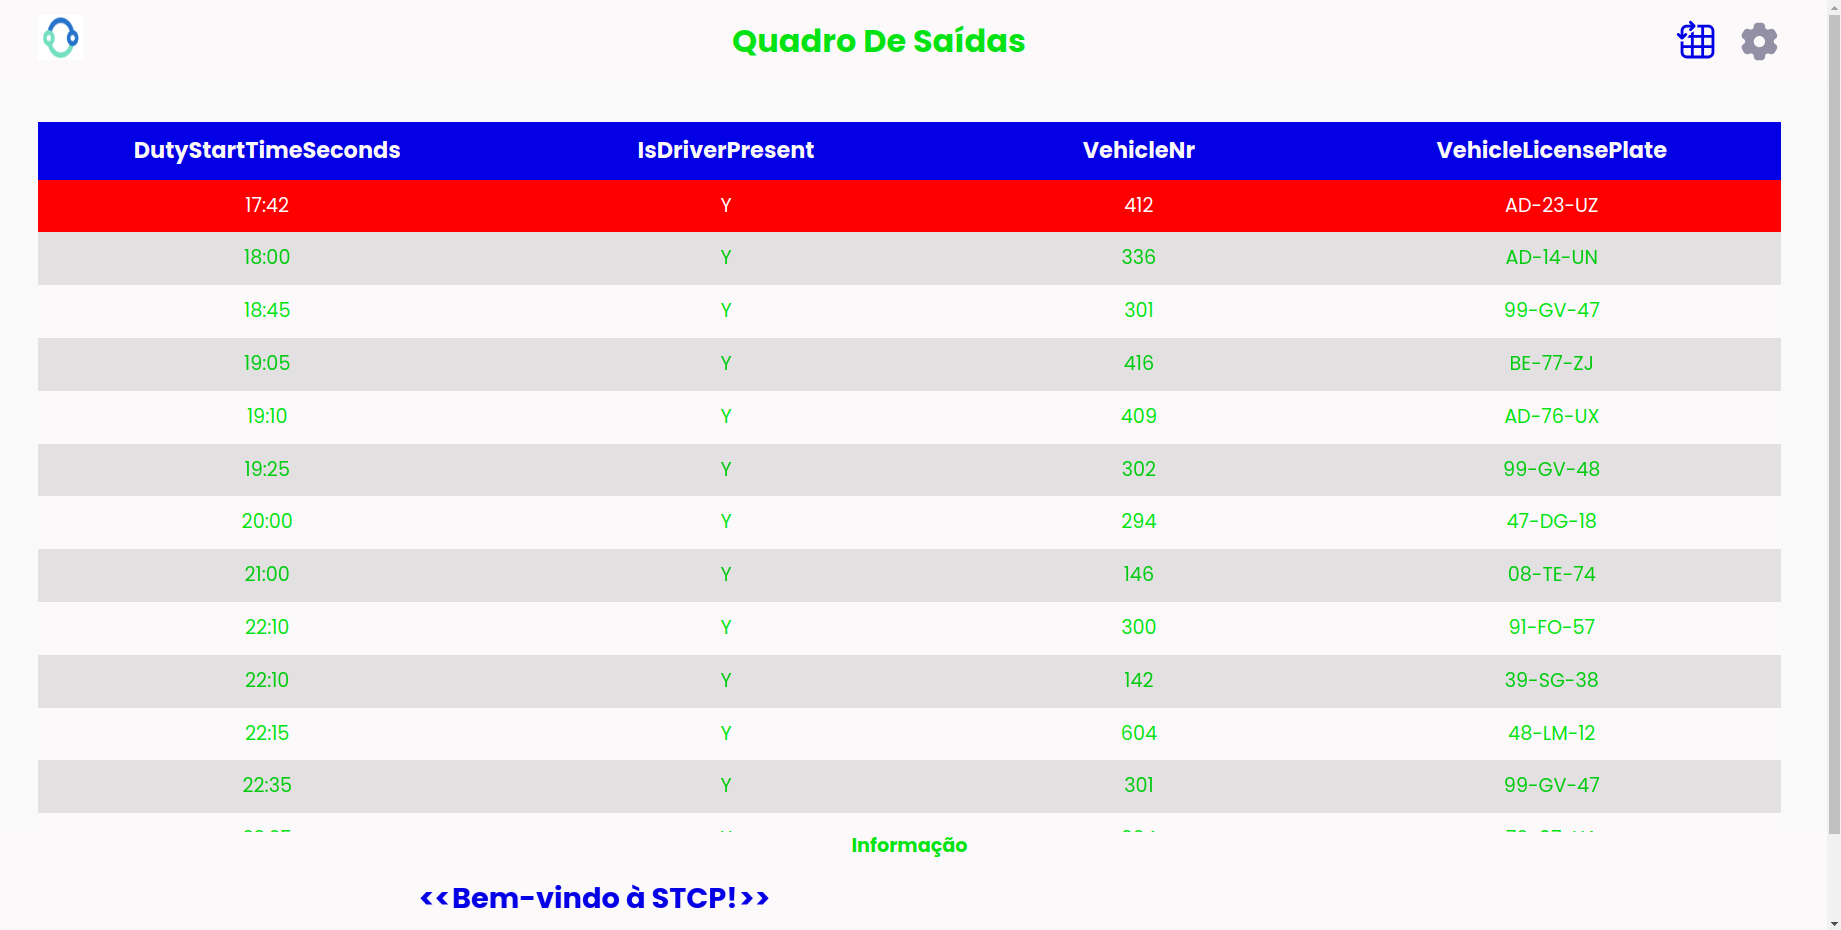 Quadro De Saídas
DutyStartTimeSeconds IsDriverPresent VehicleNr VehicleLicensePlate
17:42 Y 412 AD-23-UZ
18:00 Y 336 AD-14-UN
18:45 Y 301 99-GV-47
19:05 Y 416 BE-77-ZJ
19:10 Y 409 AD-76-UX
19:25 Y 302 99-GV-48
20:00 Y 294 47-DG-18
21:00 Y 146 08-TE-74
22:10 Y 300 91-FO-57
22:10 Y 142 39-SG-38
22:15 Y 604 48-LM-12
22:35 Y 301 99-GV-47
Informação
<<Bem-vindo à STCP!>>